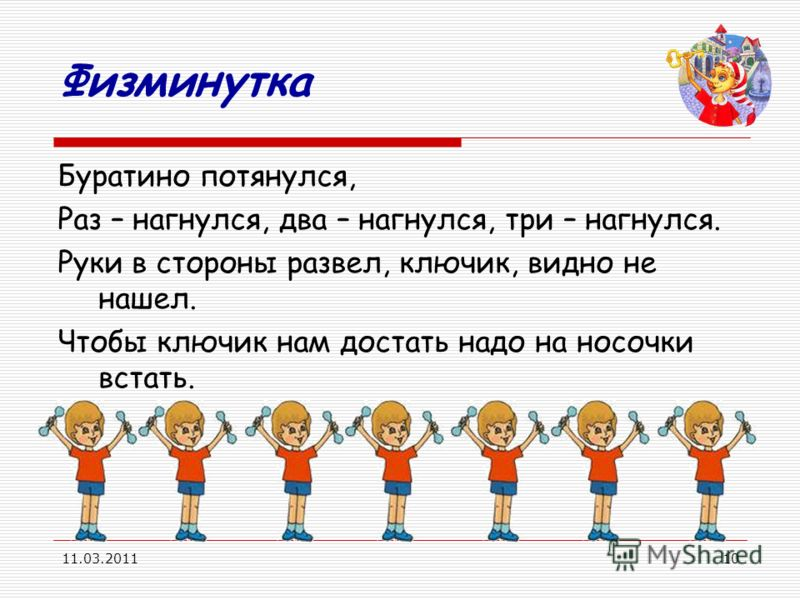 Физминутка
Буратино потянулся,
Раз – нагнулся, два – нагнулся, три – нагнулся.
Руки в стороны развел, ключик, видно не
нашел.
Чтобы ключик нам достать надо на носочки
встать.
11.03.2011
10
MyShared